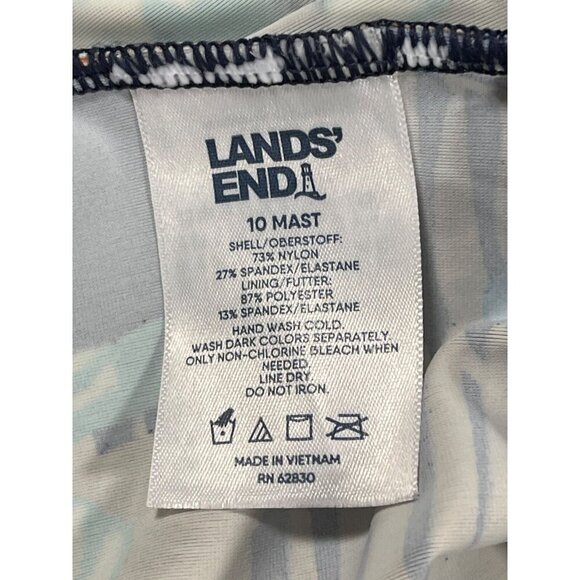 LANDS'
END
10 MAST
SHELL/OBERSTOFF:
73% NYLON
27% SPANDEX/ELASTANE
LINING/FUTTER:
87% POLYESTER
13% SPANDEX/ELASTANE
HAND WASH COLD.
WASH DARK COLORS SEPARATELY.
ONLY NON-CHLORINE BLEACH WHEN
NEEDED.
LINE DRY.
DO NOT IRON.
MADE IN VIETNAM
RN 62830